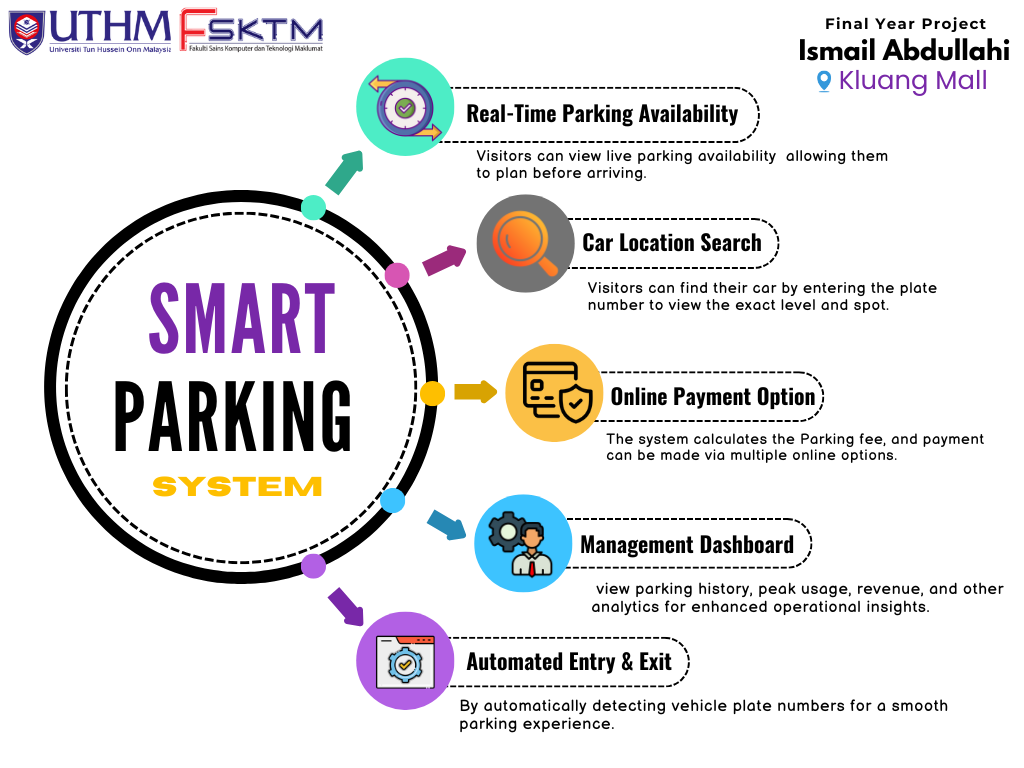 UTHM
Universiti Tun Hussein Onn Malaysia
FSKTM
Fakulti Sains Komputer dan Teknologi Maklumat
Final Year Project
Ismail Abdullahi
Kluang Mall
Real-Time Parking Availability
Visitors can view live parking availability  allowing them
to plan before arriving.
Car Location Search
Visitors can find their car by entering the plate
number to view the exact level and spot.
SMART
PARKING
SYSTEM
Online Payment Option
The system calculates the Parking fee, and payment
can be made via multiple online options.
Management Dashboard
view parking history, peak usage, revenue, and other
analytics for enhanced operational insights.
Automated Entry & Exit
By automatically detecting vehicle plate numbers for a smooth
parking experience.